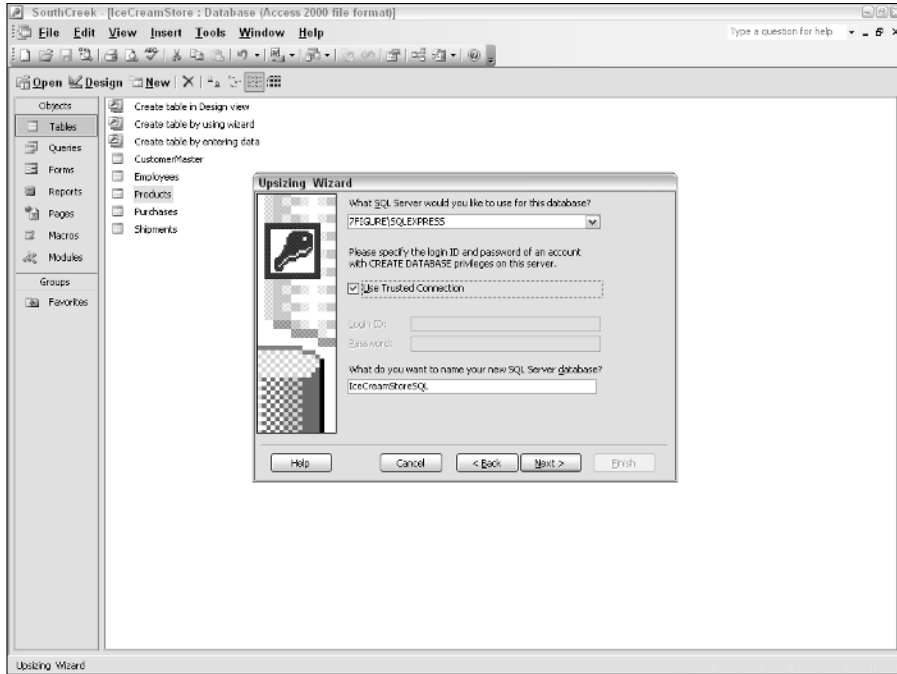 SouthCreek - [IceCreamStore : Database (Access 2000 file format)]
File Edit View Insert Tools Window Help
Type a question for help
Open Design New
Objects
Tables
Queries
Forms
Reports
Pages
Macros
Modules
Groups
Favorites
Create table in Design view
Create table by using wizard
Create table by entering data
CustomerMaster
Employees
Products
Purchases
Shipments
Upsizing Wizard
What SQL Server would you like to use for this database?
7FIGURE\SQLEXPRESS
Please specify the login ID and password of an account
with CREATE DATABASE privileges on this server.
Use Trusted Connection
Login ID:
Password:
What do you want to name your new SQL Server database?
IceCreamStoreSQL
Help Cancel < Back Next > Finish
Upsizing Wizard